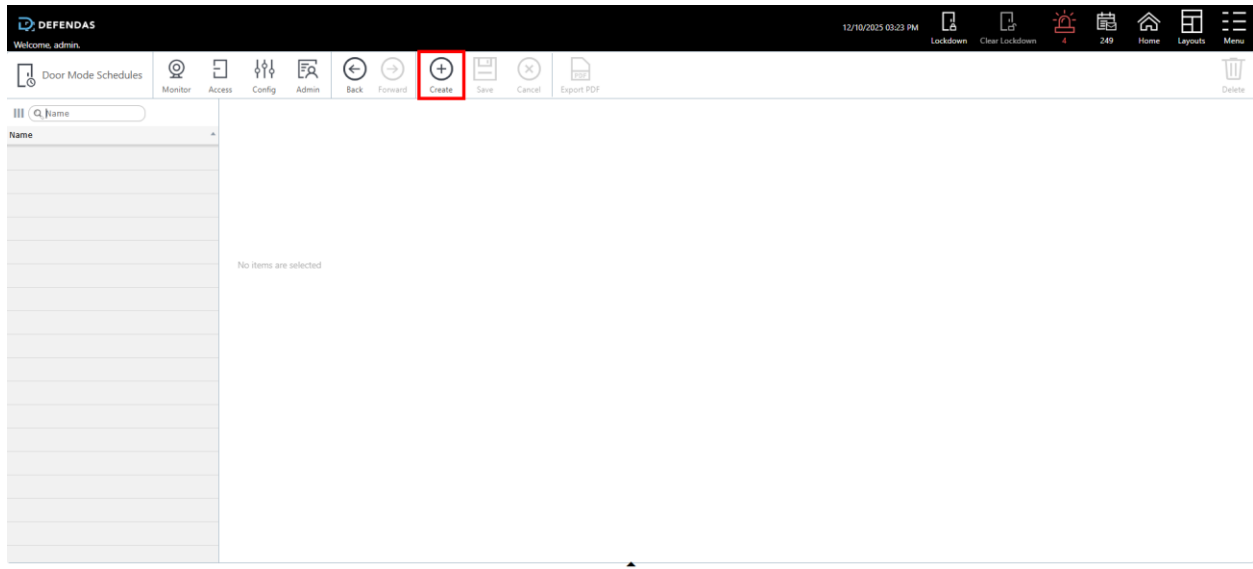 DEFENDAS
Welcome, admin.
12/10/2025 03:23 PM
Lockdown
Clear Lockdown
4
249
Home
Layouts
Menu
Door Mode Schedules
Monitor
Access
Config
Admin
Back
Forward
Create
Save
Cancel
PDF
Export PDF
Delete
Name
Name
No items are selected